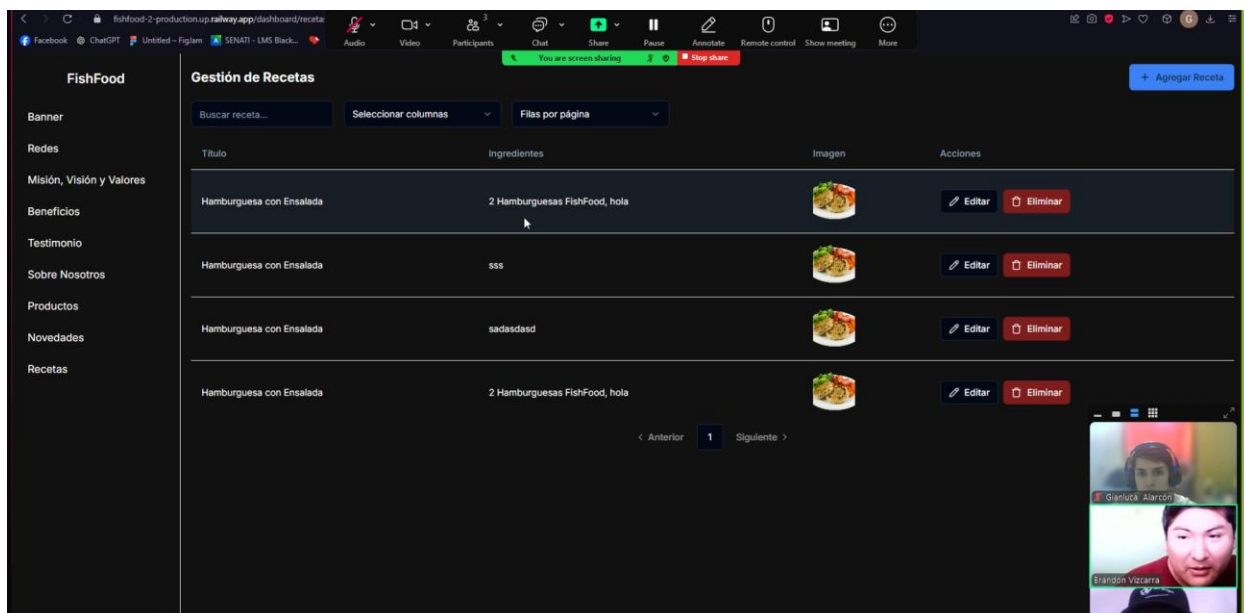 fishfood-2-production.up.railway.app/dashboard/receta
G
Facebook ChatGPT Untitled – Figjam SENATI - LMS Black...
3
Audio Video Participants Chat Share Pause Annotate Remote control Show meeting More
You are screen sharing Stop share
FishFood
Banner
Redes
Misión, Visión y Valores
Beneficios
Testimonio
Sobre Nosotros
Productos
Novedades
Recetas
Gestión de Recetas
+ Agregar Receta
Buscar receta... Seleccionar columnas Filas por página
Título Ingredientes Imagen Acciones
Hamburguesa con Ensalada 2 Hamburguesas FishFood, hola Editar Eliminar
Hamburguesa con Ensalada sss Editar Eliminar
Hamburguesa con Ensalada sadasdasd Editar Eliminar
Hamburguesa con Ensalada 2 Hamburguesas FishFood, hola Editar Eliminar
< Anterior 1 Siguiente >
Gianluca Alarcón
Brandon Vizcarra